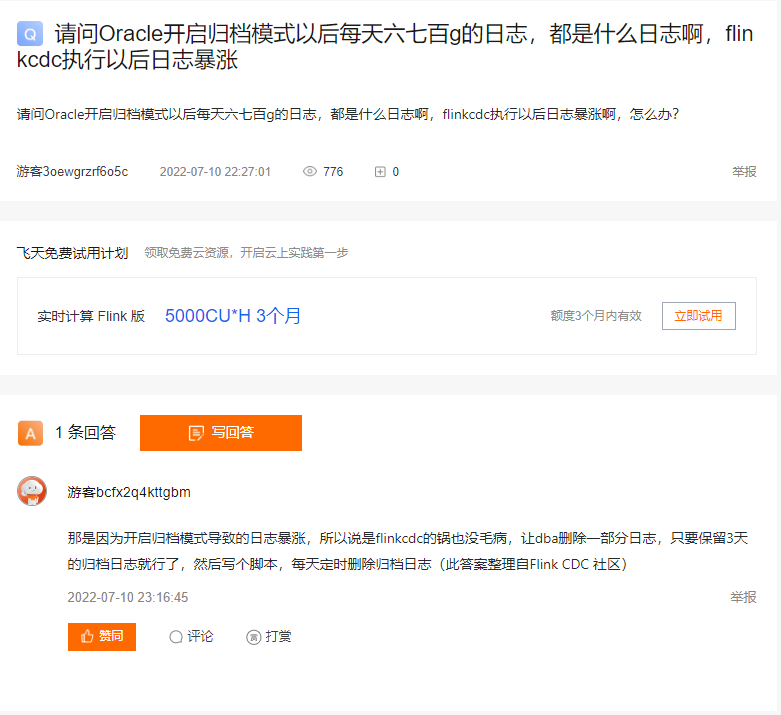 Q 请问Oracle开启归档模式以后每天六七百g的日志，都是什么日志啊，flin
kcdc执行以后日志暴涨
请问Oracle开启归档模式以后每天六七百g的日志，都是什么日志啊，flinkcdc执行以后日志暴涨啊，怎么办?
游客3oewgrzrf6o5c 2022-07-10 22:27:01 776 0 举报
飞天免费试用计划 领取免费云资源，开启云上实践第一步
实时计算 Flink 版 5000CU*H 3个月 额度3个月内有效 立即试用
A 1 条回答 写回答
游客bcfx2q4kttgbm
那是因为开启归档模式导致的日志暴涨，所以说是flinkcdc的锅也没毛病，让dba删除一部分日志，只要保留3天
的归档日志就行了，然后写个脚本，每天定时删除归档日志（此答案整理自Flink CDC 社区）
2022-07-10 23:16:45 举报
赞同 评论 赏 打赏